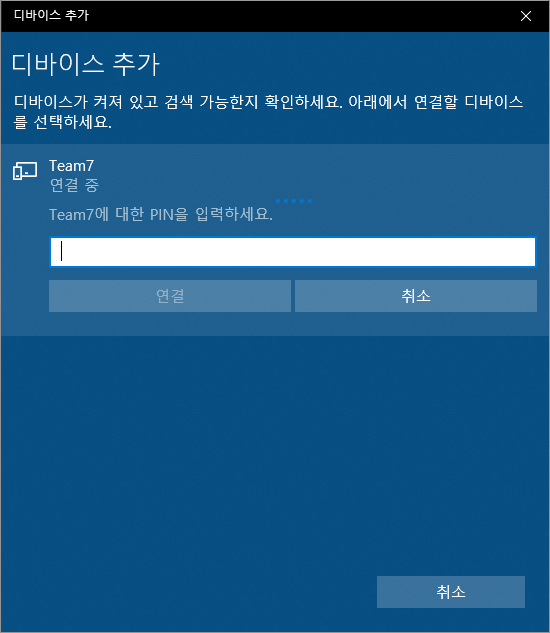 디바이스 추가
디바이스 추가
디바이스가 켜져 있고 검색 가능한지 확인하세요. 아래에서 연결할 디바이스
를 선택하세요.
Team7
연결 중
Team7에 대한 PIN을 입력하세요.
연결
취소
취소